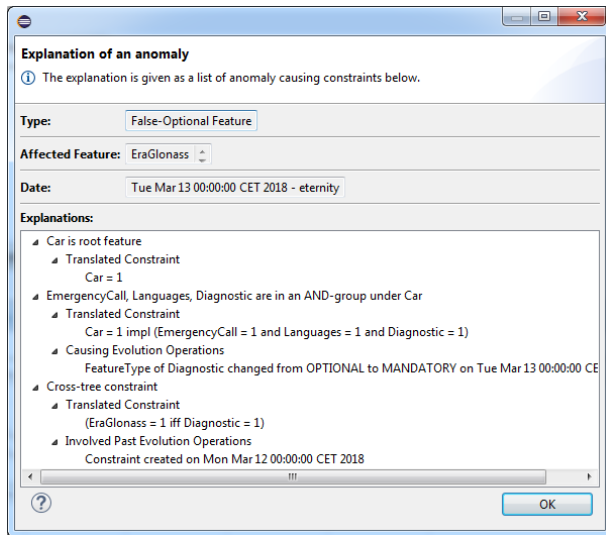 Explanation of an anomaly
The explanation is given as a list of anomaly causing constraints below.
Type: False-Optional Feature
Affected Feature: EraGlonass
Date: Tue Mar 13 00:00:00 CET 2018 - eternity
Explanations:
Car is root feature
Translated Constraint
Car = 1
EmergencyCall, Languages, Diagnostic are in an AND-group under Car
Translated Constraint
Car = 1 impl (EmergencyCall = 1 and Languages = 1 and Diagnostic = 1)
Causing Evolution Operations
FeatureType of Diagnostic changed from OPTIONAL to MANDATORY on Tue Mar 13 00:00:00 CE
Cross-tree constraint
Translated Constraint
(EraGlonass = 1 iff Diagnostic = 1)
Involved Past Evolution Operations
Constraint created on Mon Mar 12 00:00:00 CET 2018
OK